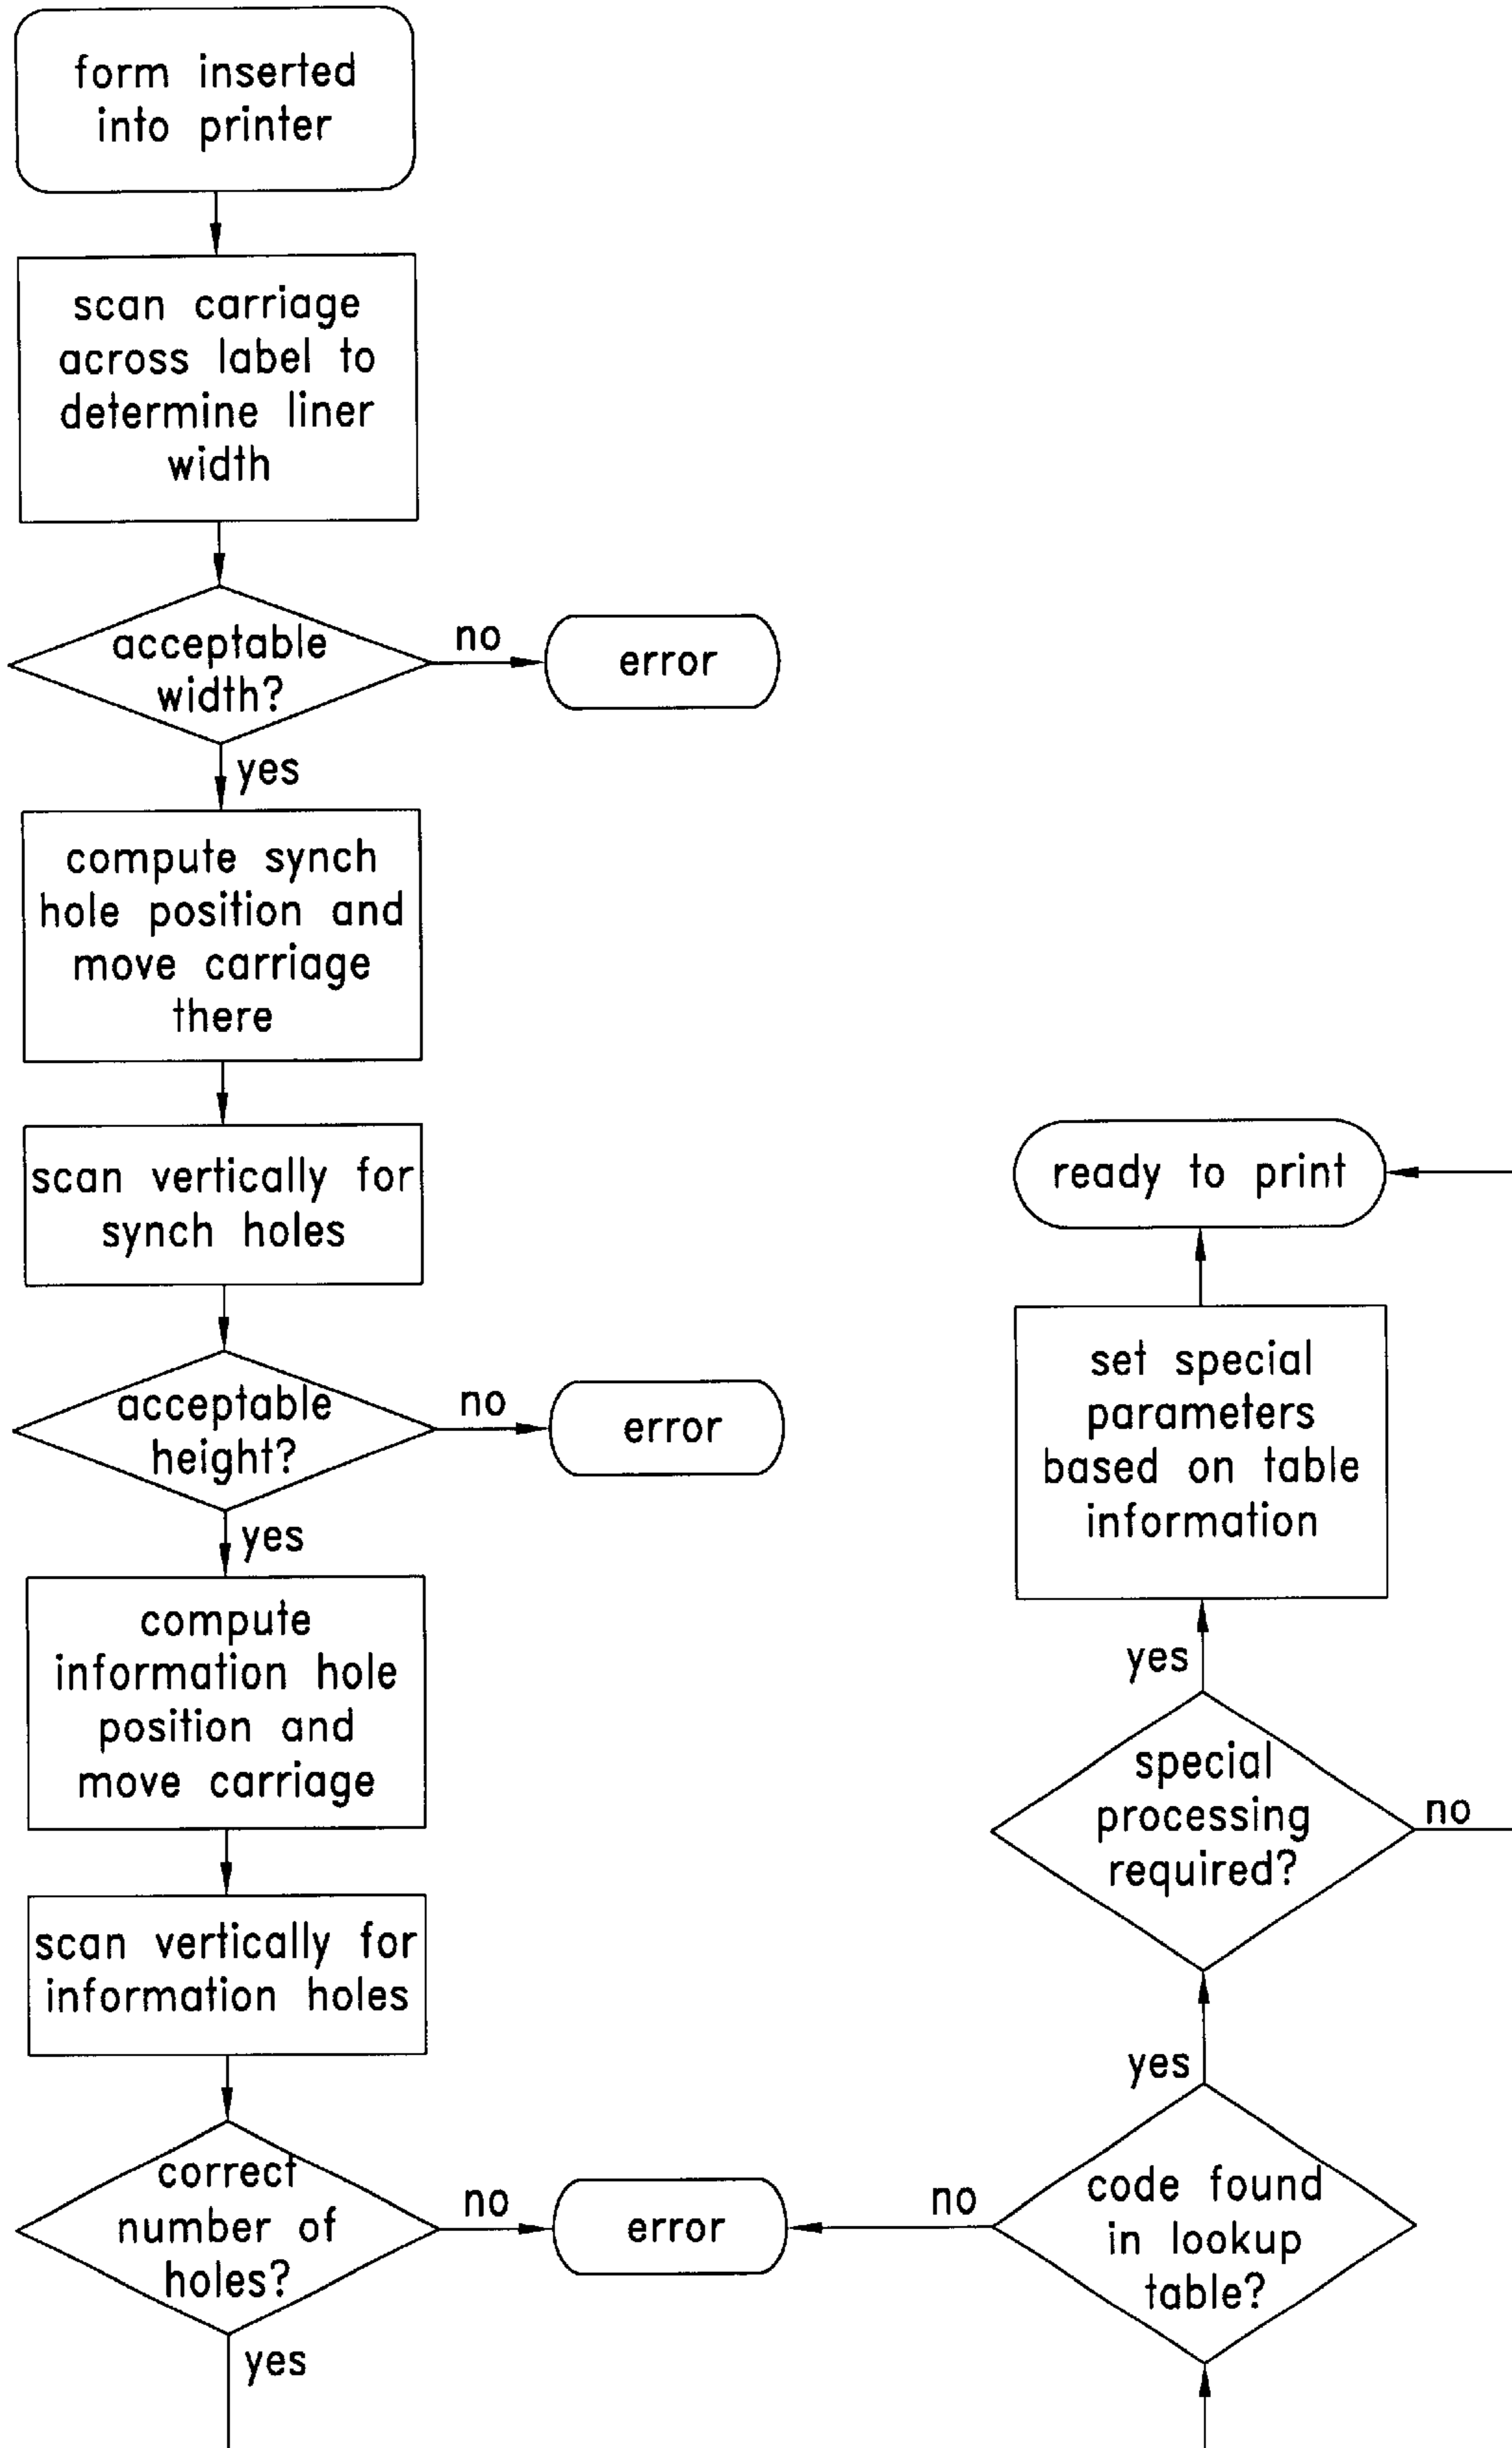 form inserted
into printer
scan carriage
across label to
determine liner
width
acceptable
width?
no
error
yes
compute synch
hole position and
move carriage
there
scan vertically for
synch holes
acceptable
height?
no
error
yes
compute
information hole
position and
move carriage
scan vertically for
information holes
correct
number of
holes?
no
error
yes
no
code found
in lookup
table?
yes
special
processing
required?
no
yes
set special
parameters
based on table
information
ready to print